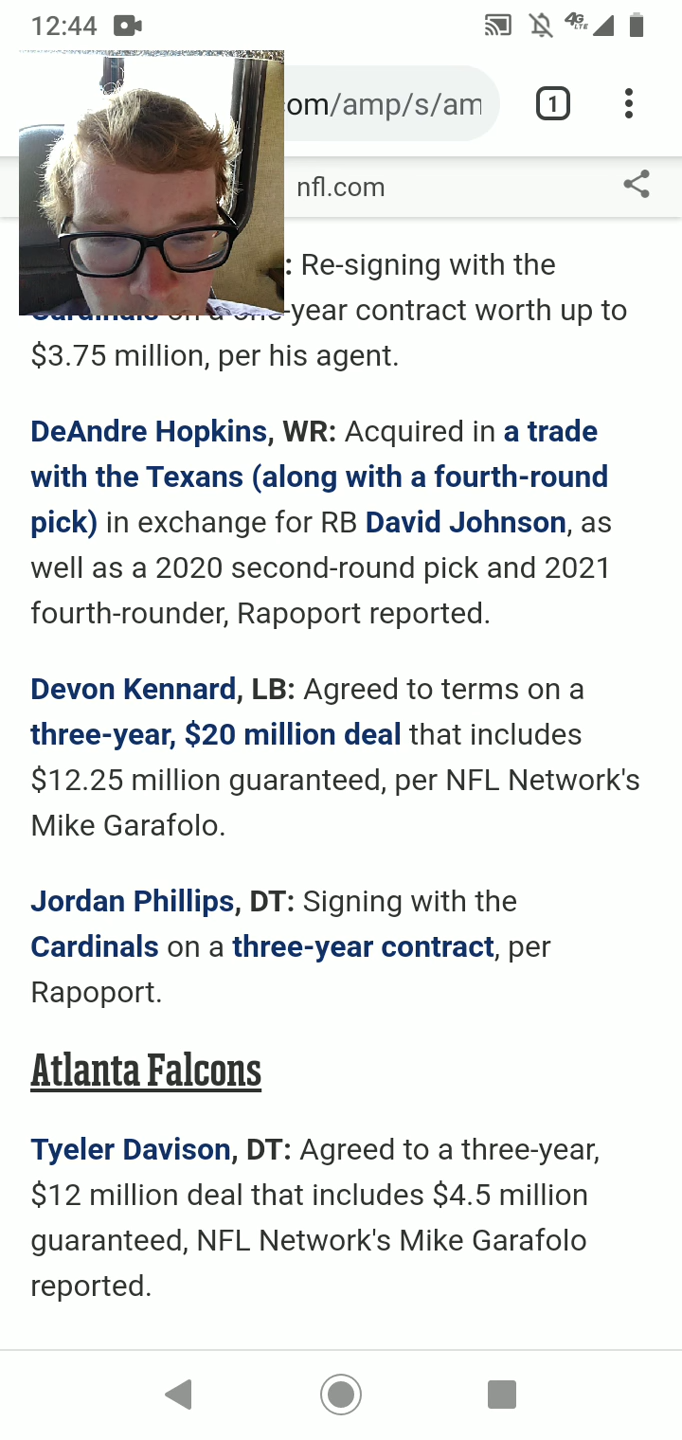 12:44
4G LTE
om/amp/s/am
1
nfl.com
: Re-signing with the
Cardinals on a one-year contract worth up to
$3.75 million, per his agent.
DeAndre Hopkins, WR: Acquired in a trade
with the Texans (along with a fourth-round
pick) in exchange for RB David Johnson, as
well as a 2020 second-round pick and 2021
fourth-rounder, Rapoport reported.
Devon Kennard, LB: Agreed to terms on a
three-year, $20 million deal that includes
$12.25 million guaranteed, per NFL Network's
Mike Garafolo.
Jordan Phillips, DT: Signing with the
Cardinals on a three-year contract, per
Rapoport.
Atlanta Falcons
Tyeler Davison, DT: Agreed to a three-year,
$12 million deal that includes $4.5 million
guaranteed, NFL Network's Mike Garafolo
reported.